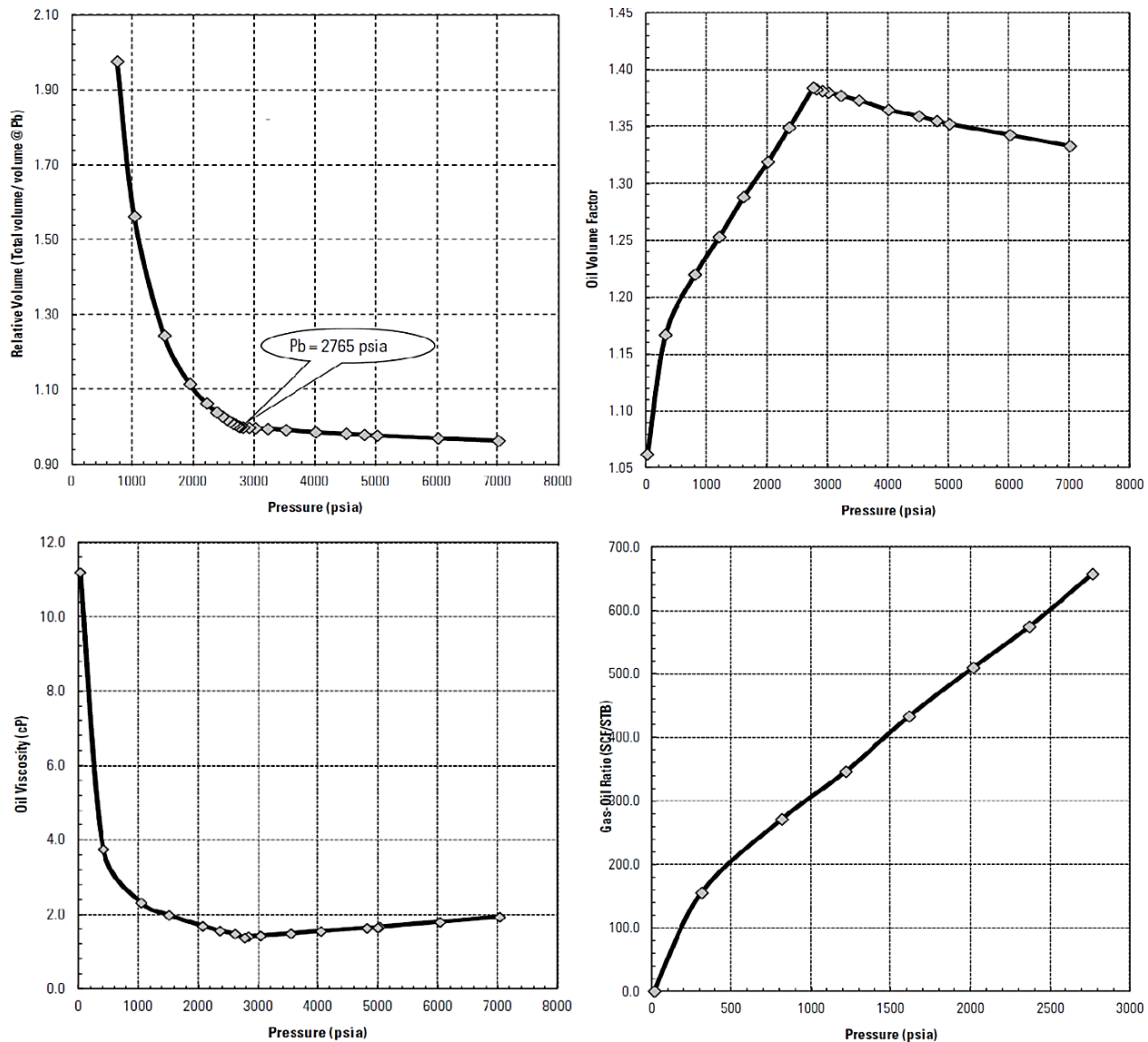 2.10
1.90
1.70
1.50
1.30
1.10
0.90
0 1000 2000 3000 4000 5000 6000 7000 8000
Pressure (psia)
Relative Volume (Total volume/ volume @ Pb)
Pb = 2765 psia
1.45
1.40
1.35
1.30
1.25
1.20
1.15
1.10
1.05
0 1000 2000 3000 4000 5000 6000 7000 8000
Pressure (psia)
Oil Volume Factor
12.0
10.0
8.0
6.0
4.0
2.0
0.0
0 1000 2000 3000 4000 5000 6000 7000 8000
Pressure (psia)
Oil Viscosity (cP)
700.0
600.0
500.0
400.0
300.0
200.0
100.0
0.0
0 500 1000 1500 2000 2500 3000
Pressure (psia)
Gas-Oil Ratio (SCF/STB)